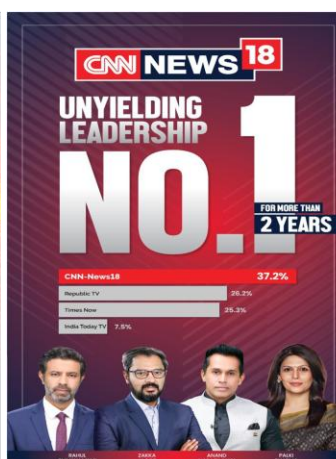 CNN NEWS 18
UNYIELDING
LEADERSHIP
NO.1
FOR MORE THAN
2 YEARS
CNN-News18 37.2%
Republic TV 26.2%
Times Now 25.2%
India Today TV 7.5%
RAHUL ZAKKA ANAND PALKI